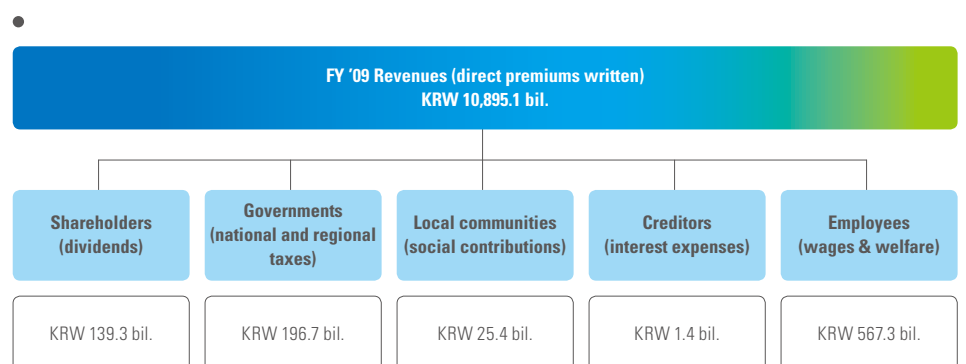 FY ’09 Revenues (direct premiums written)
KRW 10,895.1 bil.
Shareholders
(dividends)
Governments
(national and regional
taxes)
Local communities
(social contributions)
Creditors
(interest expenses)
Employees
(wages & welfare)
KRW 139.3 bil.
KRW 196.7 bil.
KRW 25.4 bil.
KRW 1.4 bil.
KRW 567.3 bil.